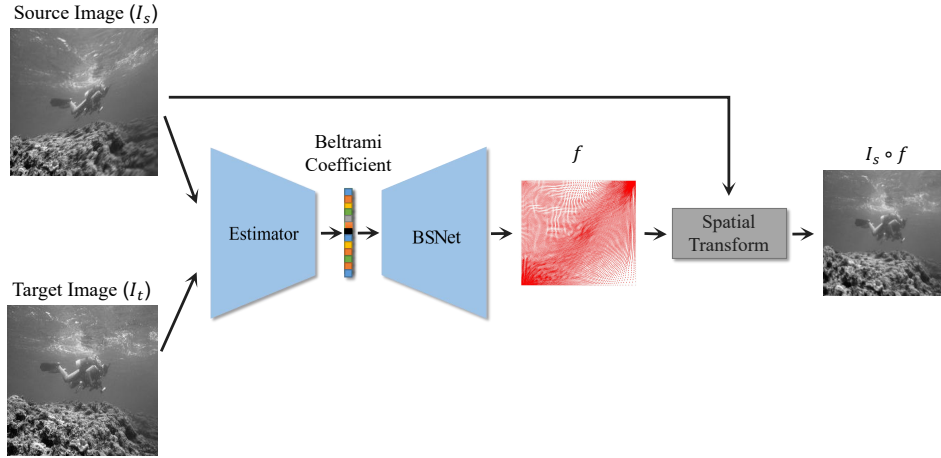 Source Image (I_s)
Beltrami
Coefficient
f
I_s ∘ f
Estimator
BSNet
Spatial
Transform
Target Image (I_t)